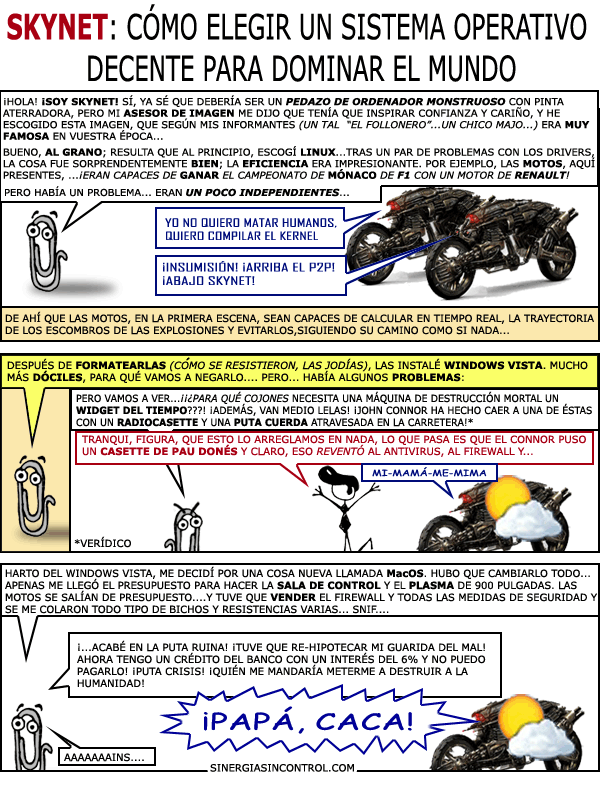 SKYNET: CÓMO ELEGIR UN SISTEMA OPERATIVO
DECENTE PARA DOMINAR EL MUNDO
¡HOLA! ¡SOY SKYNET! SÍ, YA SÉ QUE DEBERÍA SER UN PEDAZO DE ORDENADOR MONSTRUOSO CON PINTA
ATERRADORA, PERO MI ASESOR DE IMAGEN ME DIJO QUE TENÍA QUE INSPIRAR CONFIANZA Y CARIÑO, Y HE
ESCOGIDO ESTA IMAGEN, QUE SEGÚN MIS INFORMANTES (UN TAL "EL FOLLONERO"...UN CHICO MAJO...) ERA MUY
FAMOSA EN VUESTRA ÉPOCA...
BUENO, AL GRANO; RESULTA QUE AL PRINCIPIO, ESCOGÍ LINUX...TRAS UN PAR DE PROBLEMAS CON LOS DRIVERS,
LA COSA FUE SORPRENDENTEMENTE BIEN; LA EFICIENCIA ERA IMPRESIONANTE. POR EJEMPLO, LAS MOTOS, AQUÍ
PRESENTES, ...¡ERAN CAPACES DE GANAR EL CAMPEONATO DE MÓNACO DE F1 CON UN MOTOR DE RENAULT!
PERO HABÍA UN PROBLEMA... ERAN UN POCO INDEPENDIENTES...
YO NO QUIERO MATAR HUMANOS,
QUIERO COMPILAR EL KERNEL
¡INSUMISIÓN! ¡ARRIBA EL P2P!
¡ABAJO SKYNET!
DE AHÍ QUE LAS MOTOS, EN LA PRIMERA ESCENA, SEAN CAPACES DE CALCULAR EN TIEMPO REAL, LA TRAYECTORIA
DE LOS ESCOMBROS DE LAS EXPLOSIONES Y EVITARLOS,SIGUIENDO SU CAMINO COMO SI NADA...
DESPUÉS DE FORMATEARLAS (CÓMO SE RESISTIERON, LAS JODÍAS), LAS INSTALÉ WINDOWS VISTA. MUCHO
MÁS DÓCILES, PARA QUÉ VAMOS A NEGARLO.... PERO... HABÍA ALGUNOS PROBLEMAS:
PERO VAMOS A VER...¡¡¿PARA QUÉ COJONES NECESITA UNA MÁQUINA DE DESTRUCCIÓN MORTAL UN
WIDGET DEL TIEMPO???! ¡ADEMÁS, VAN MEDIO LELAS! ¡JOHN CONNOR HA HECHO CAER A UNA DE ÉSTAS
CON UN RADIOCASETTE Y UNA PUTA CUERDA ATRAVESADA EN LA CARRETERA!*
TRANQUI, FIGURA, QUE ESTO LO ARREGLAMOS EN NADA, LO QUE PASA ES QUE EL CONNOR PUSO
UN CASETTE DE PAU DONÉS Y CLARO, ESO REVENTÓ AL ANTIVIRUS, AL FIREWALL Y...
MI-MAMÁ-ME-MIMA
*VERÍDICO
HARTO DEL WINDOWS VISTA, ME DECIDÍ POR UNA COSA NUEVA LLAMADA MacOS. HUBO QUE CAMBIARLO TODO...
APENAS ME LLEGÓ EL PRESUPUESTO PARA HACER LA SALA DE CONTROL Y EL PLASMA DE 900 PULGADAS. LAS
MOTOS SE SALÍAN DE PRESUPUESTO....Y TUVE QUE VENDER EL FIREWALL Y TODAS LAS MEDIDAS DE SEGURIDAD Y
SE ME COLARON TODO TIPO DE BICHOS Y RESISTENCIAS VARIAS... SNIF....
¡...ACABÉ EN LA PUTA RUINA! ¡TUVE QUE RE-HIPOTECAR MI GUARIDA DEL MAL!
AHORA TENGO UN CRÉDITO DEL BANCO CON UN INTERÉS DEL 6% Y NO PUEDO
PAGARLO! ¡PUTA CRISIS! ¡QUIÉN ME MANDARÍA METERME A DESTRUIR A LA
HUMANIDAD!
¡PAPÁ, CACA!
AAAAAAINS....
SINERGIASINCONTROL.COM